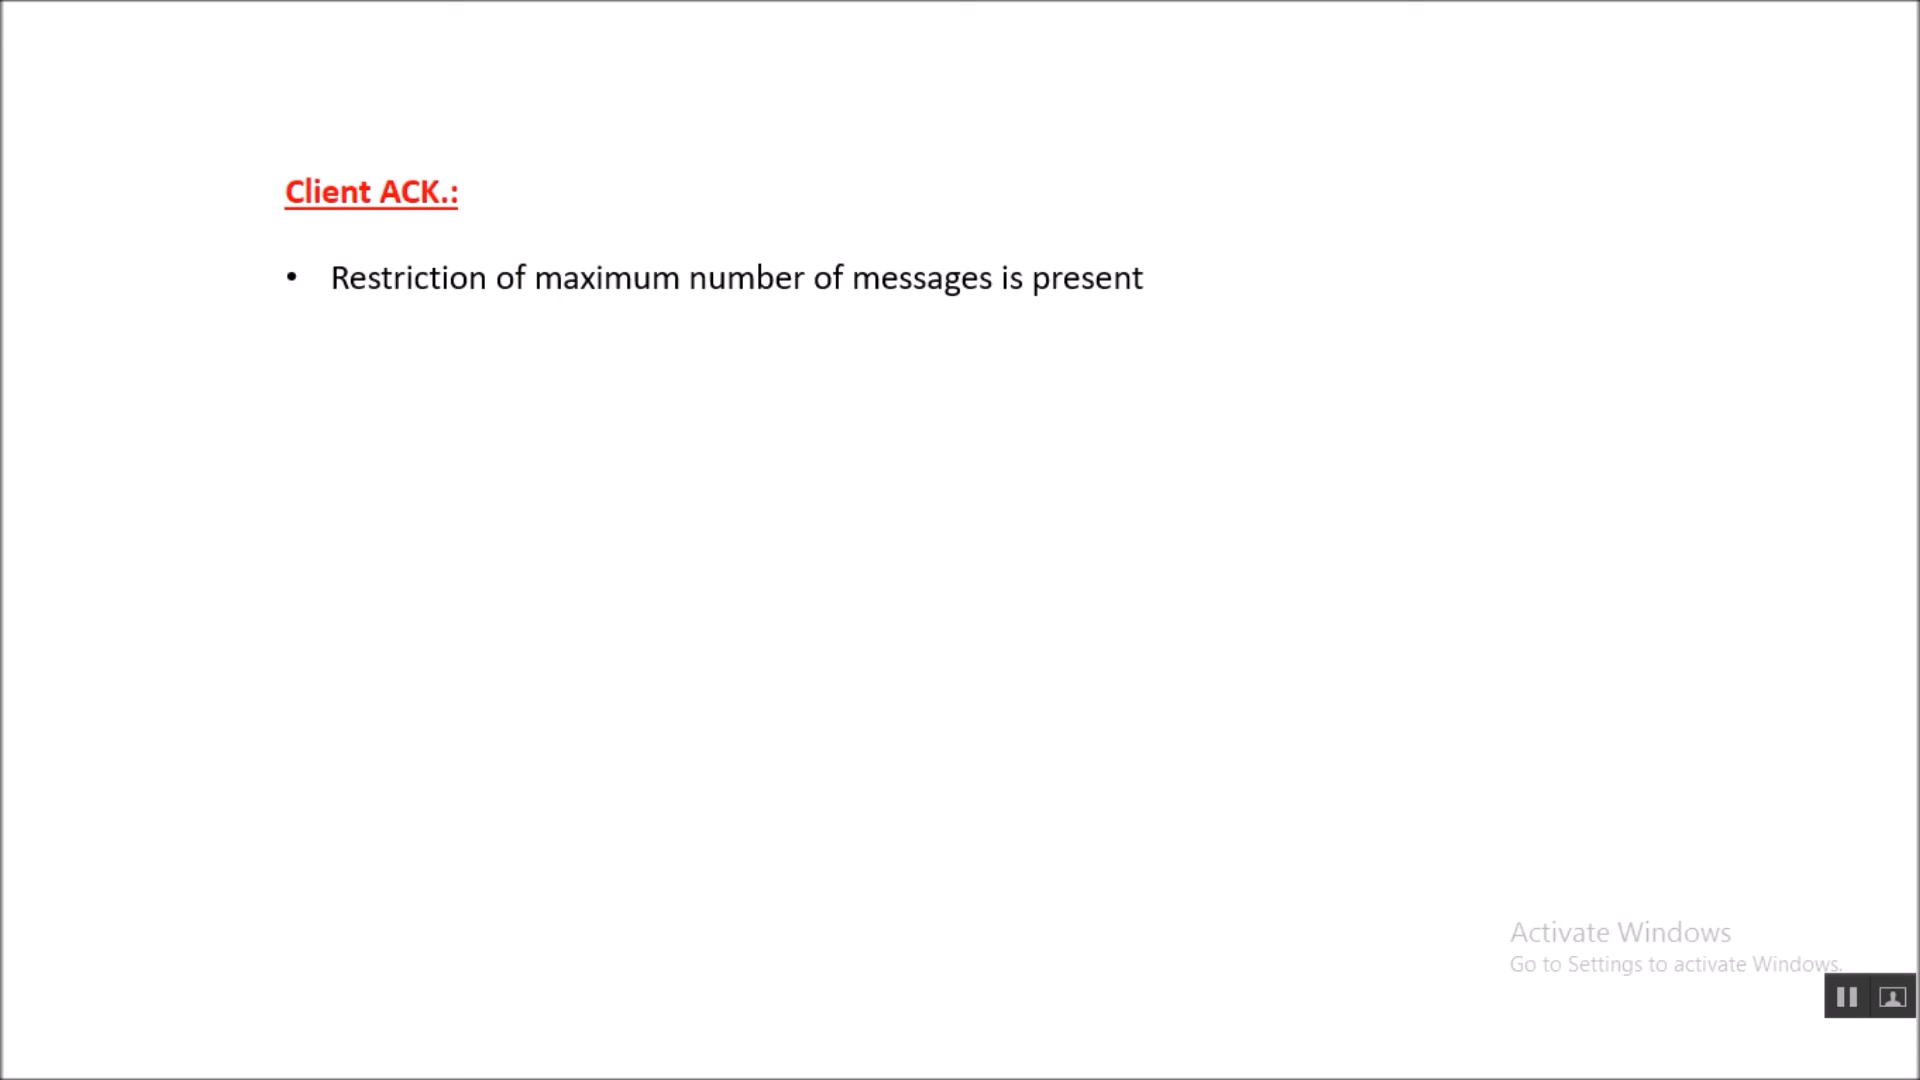 Client ACK.:
• Restriction of maximum number of messages is present
Activate Windows
Go to Settings to activate Windows.